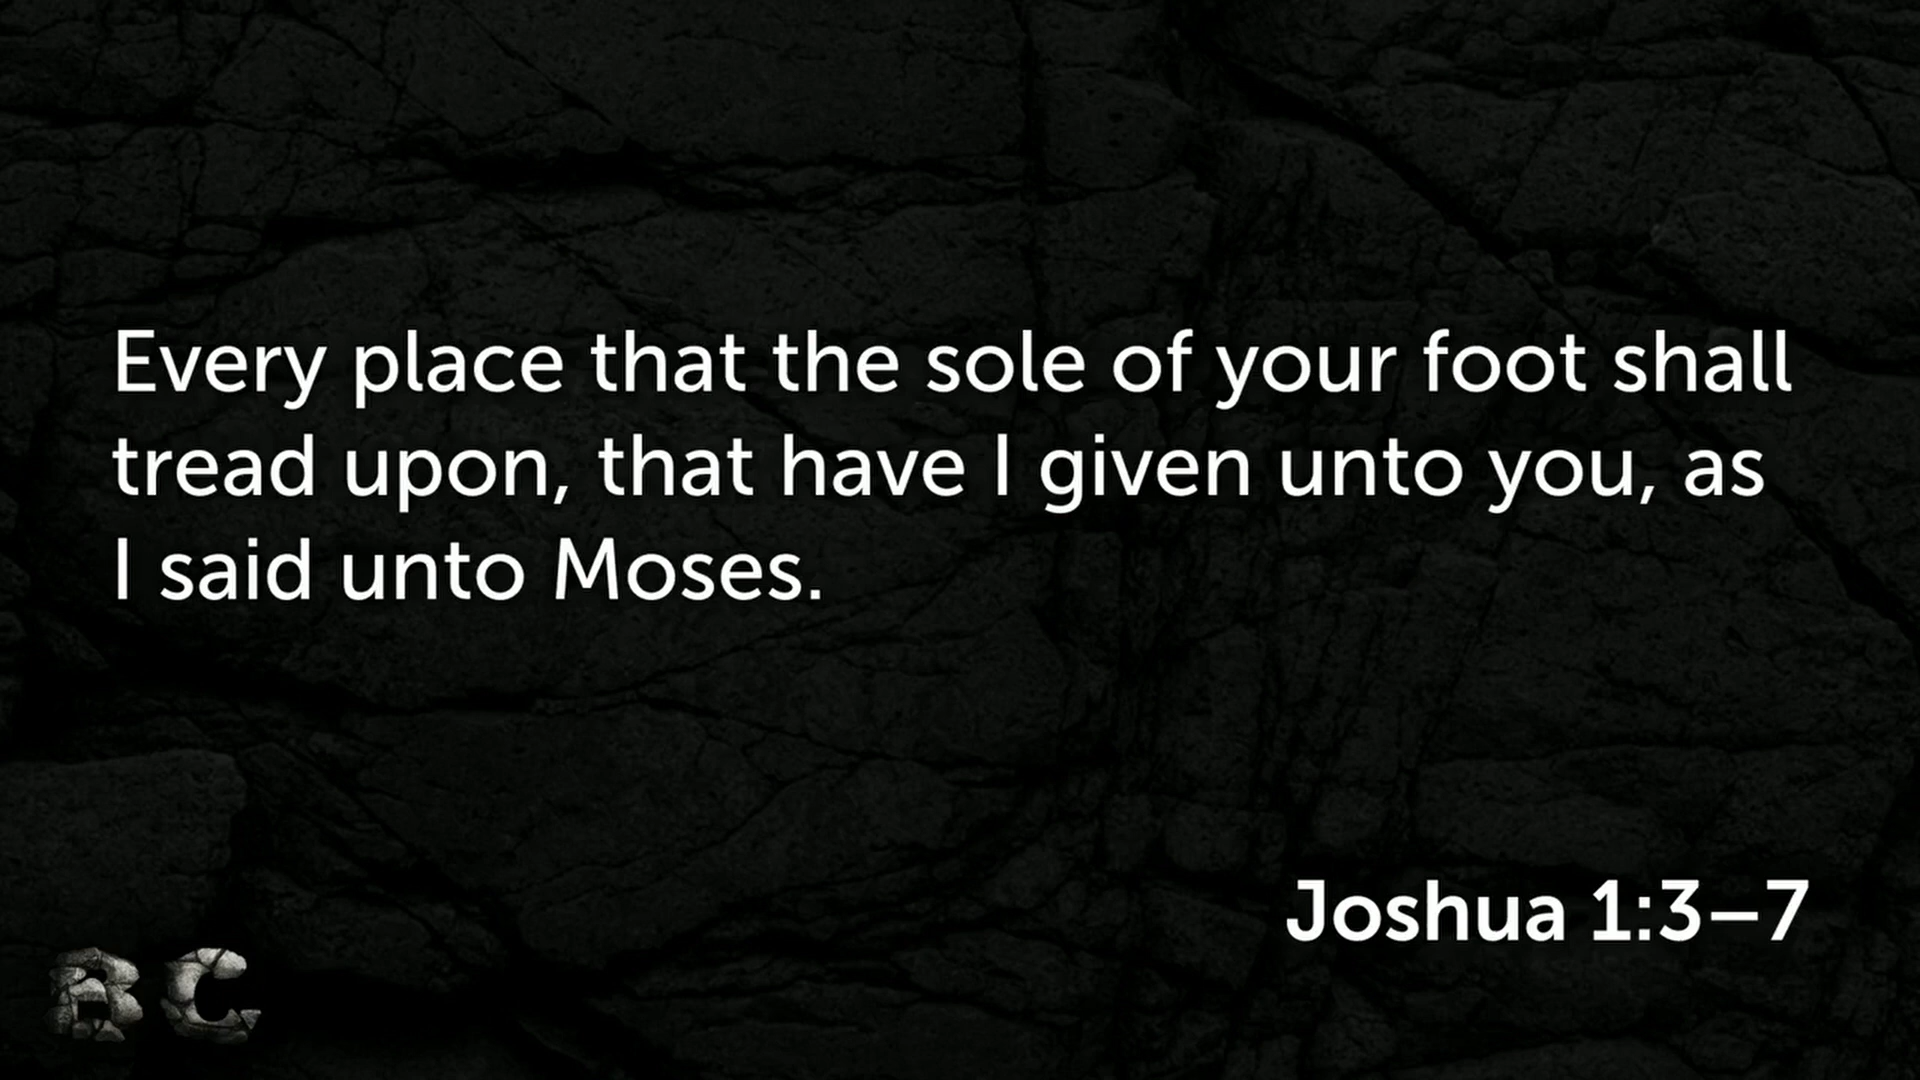 Every place that the sole of your foot shall
tread upon, that have I given unto you, as
I said unto Moses.
Joshua 1:3–7
BC